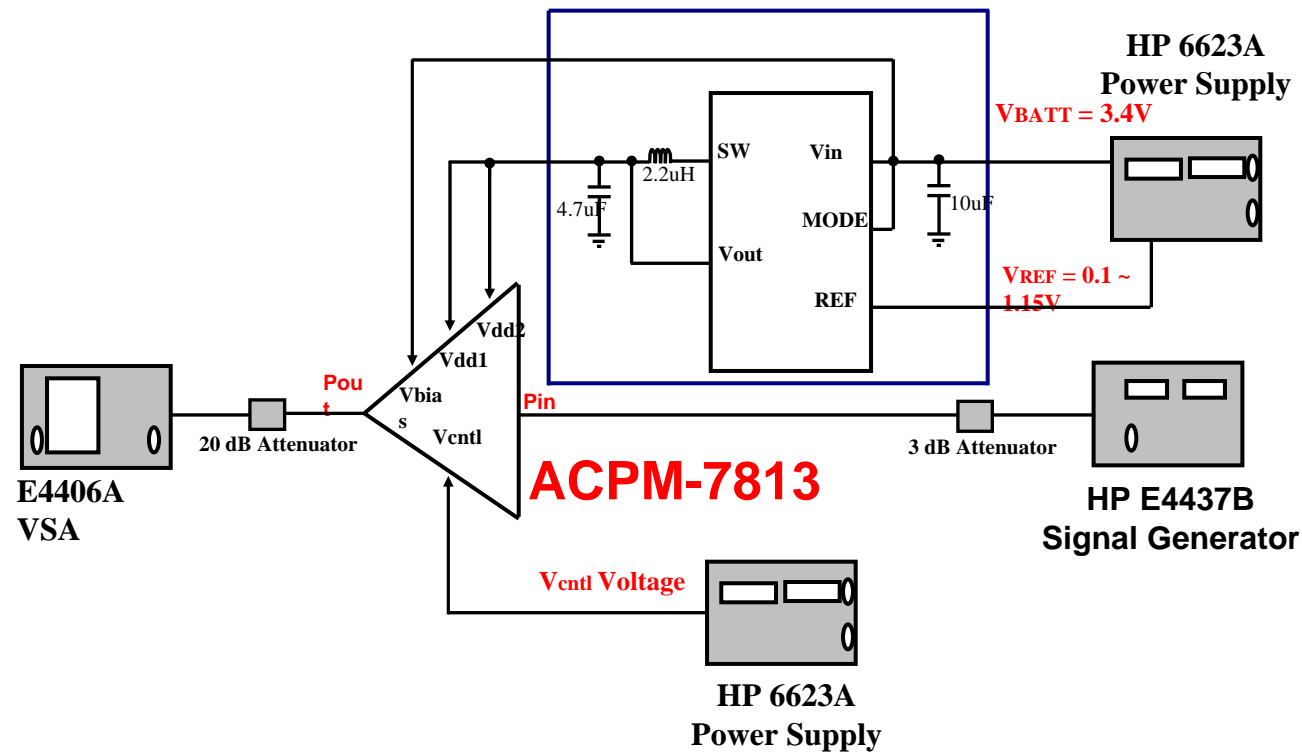 HP 6623A
Power Supply
VBATT = 3.4V
SW
Vin
2.2uH
4.7uF
10uF
MODE
Vout
VREF = 0.1 ~
1.15V
REF
Vdd2
Vdd1
Pou
t
Vbia
s
Pin
Vcntl
20 dB Attenuator
3 dB Attenuator
ACPM-7813
E4406A
VSA
HP E4437B
Signal Generator
Vcntl Voltage
HP 6623A
Power Supply